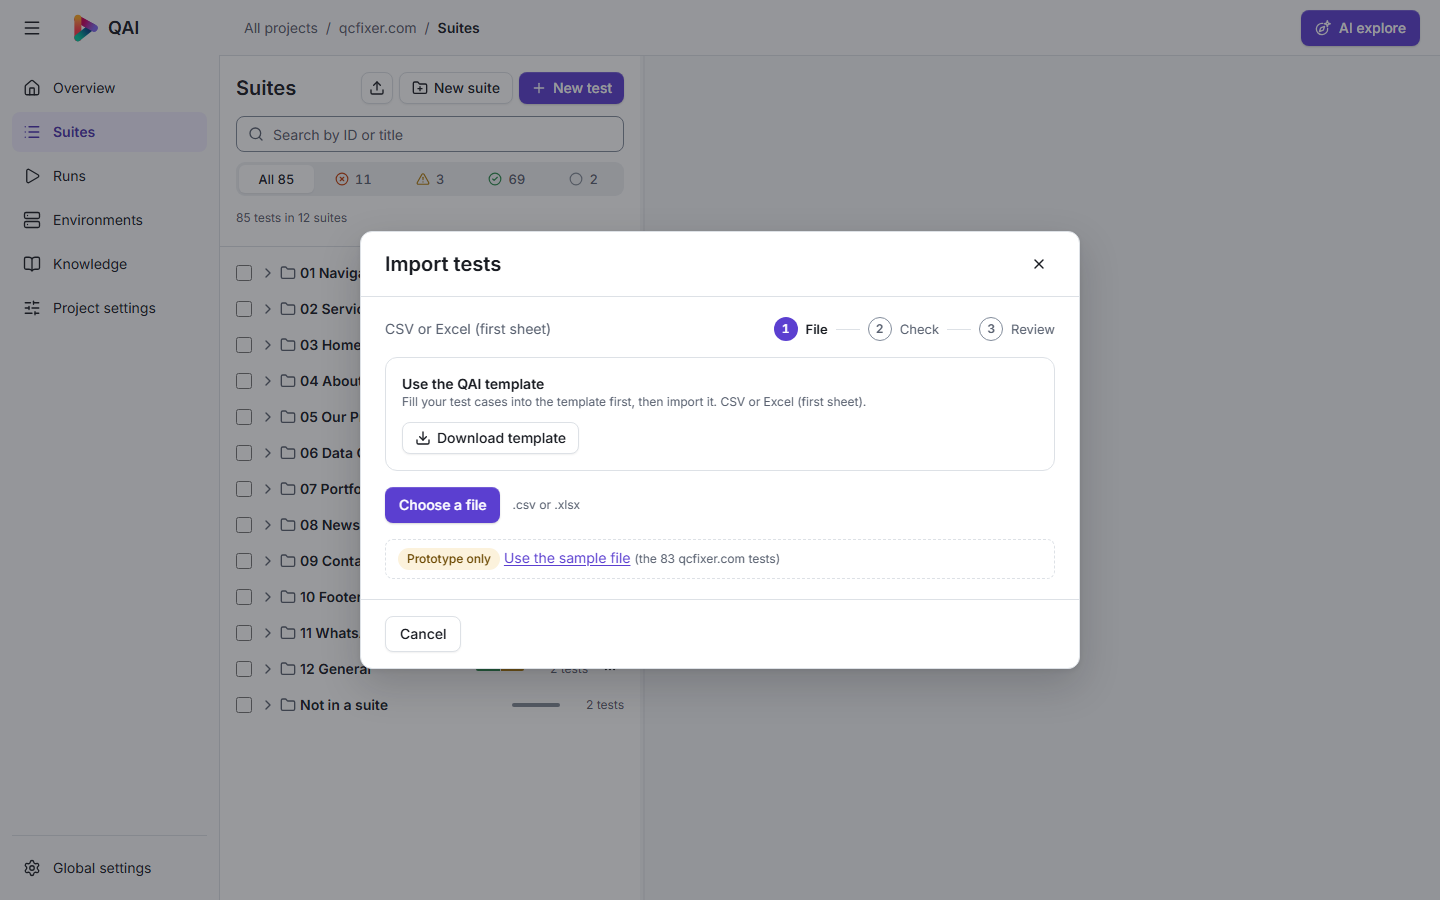 QAI
All projects / qcfixer.com / Suites
AI explore
Overview
Suites
Runs
Environments
Knowledge
Project settings
Global settings
Suites
New suite
New test
Search by ID or title
All 85
11
3
69
2
85 tests in 12 suites
01 Naviga
02 Servic
03 Home
04 About
05 Our P
06 Data
07 Portfo
08 News
09 Conta
10 Footer
11 Whats
12 General
2 tests
Not in a suite
2 tests
Import tests
CSV or Excel (first sheet)
1 File
2 Check
3 Review
Use the QAI template
Fill your test cases into the template first, then import it. CSV or Excel (first sheet).
Download template
Choose a file
.csv or .xlsx
Prototype only Use the sample file (the 83 qcfixer.com tests)
Cancel